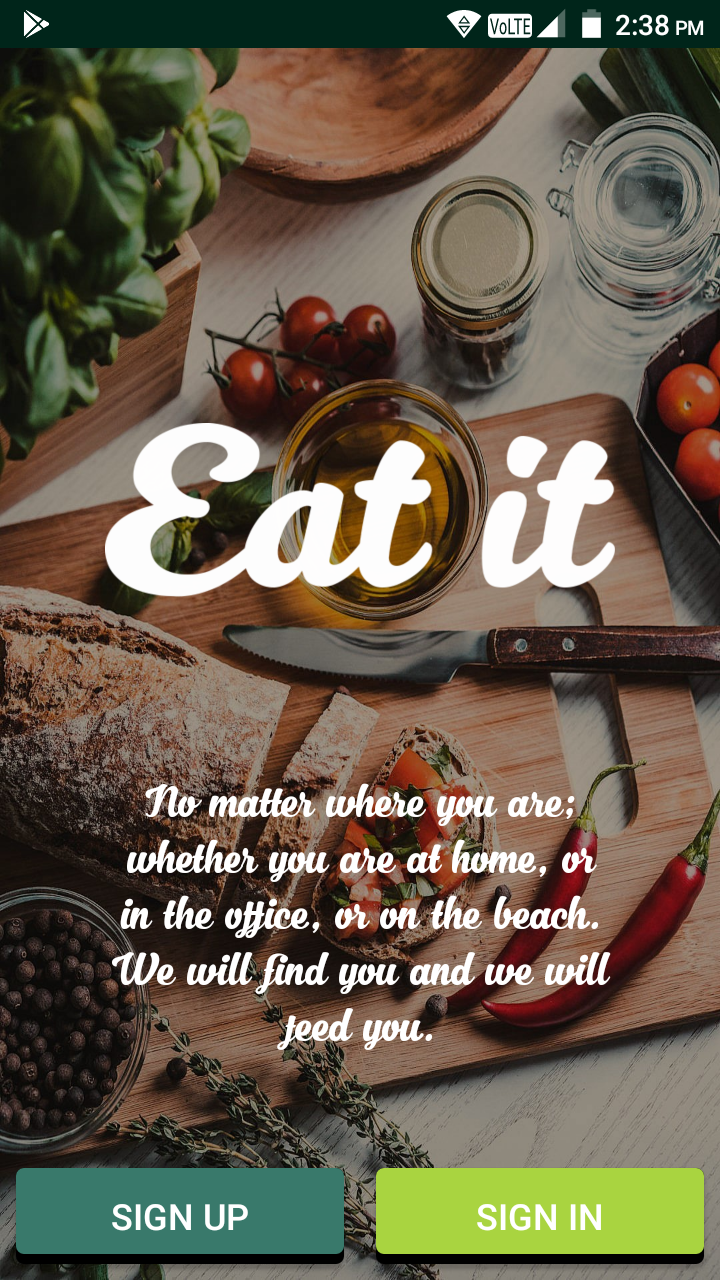 VoLTE 2:38 PM
Eat it
No matter where you are;
whether you are at home, or
in the office, or on the beach.
We will find you and we will
feed you.
SIGN UP SIGN IN